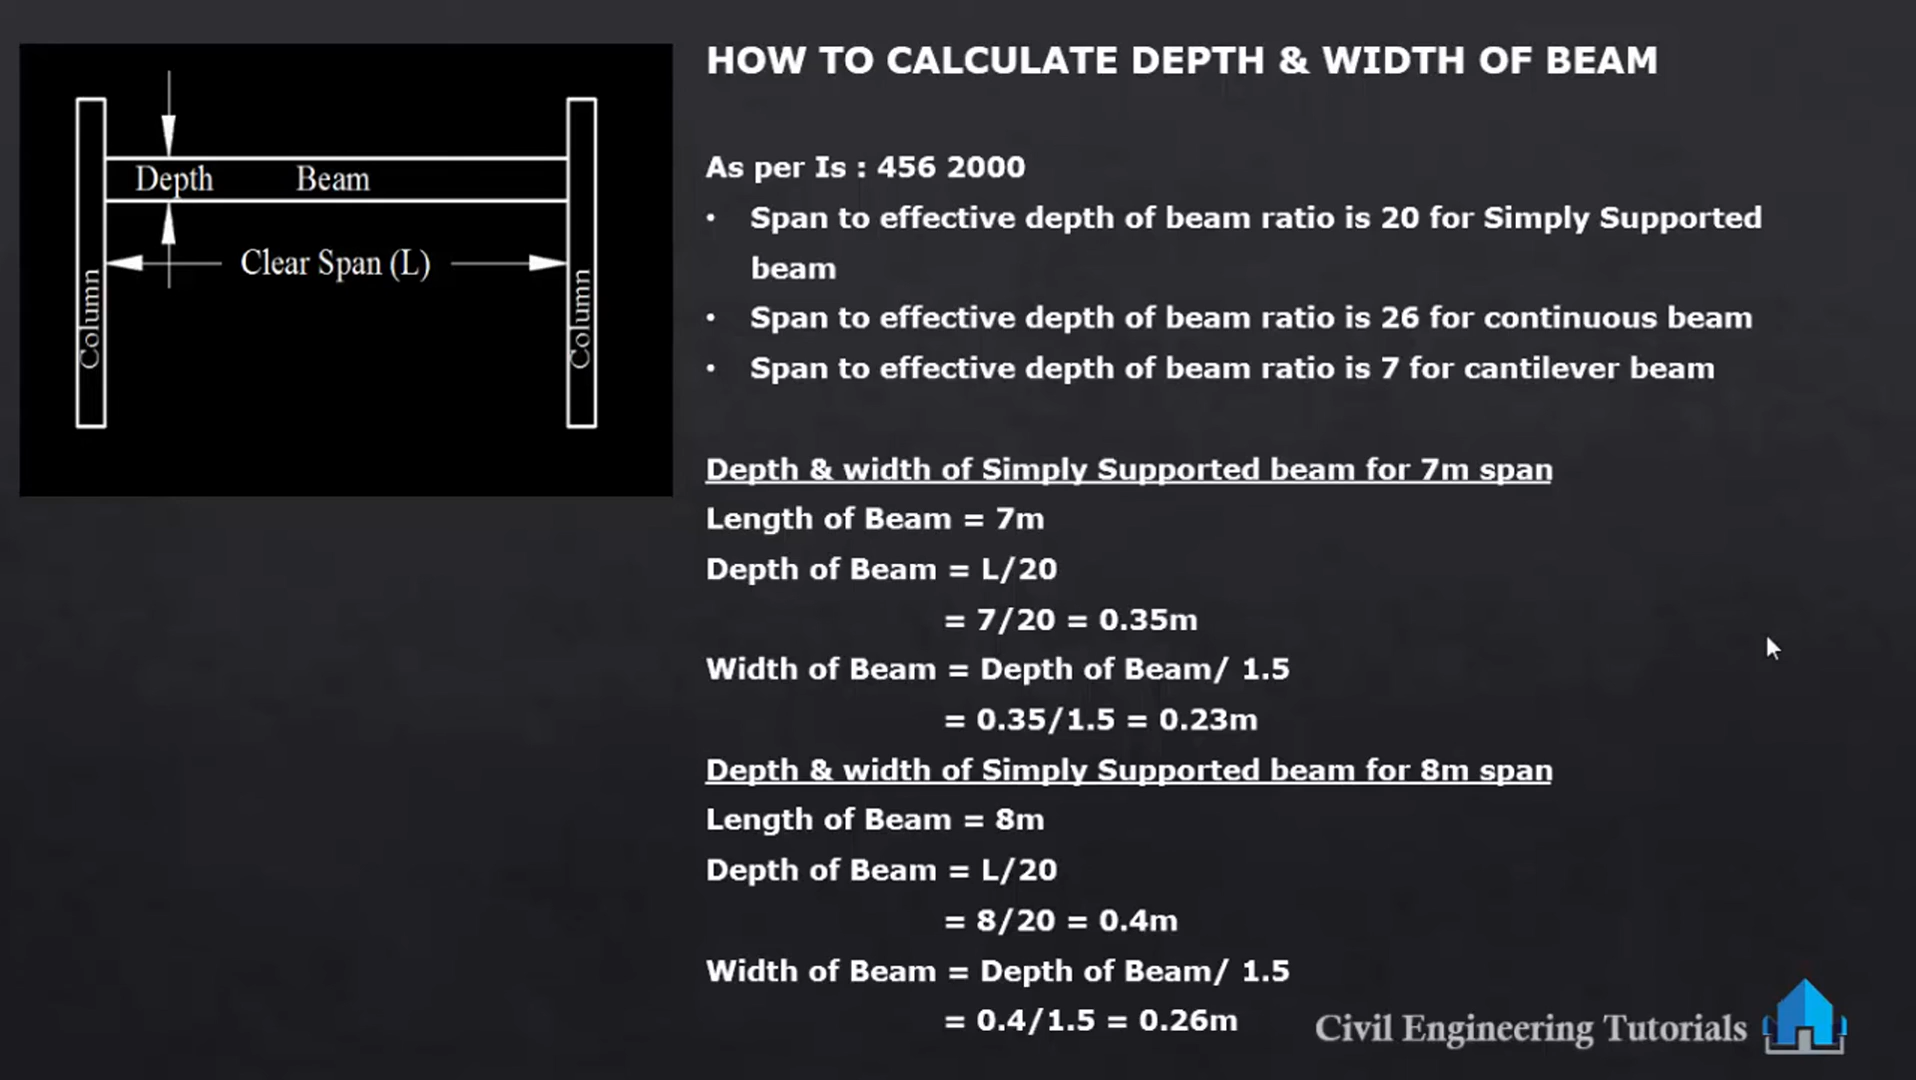 HOW TO CALCULATE DEPTH & WIDTH OF BEAM
Depth Beam
Clear Span (L)
Column
Column
As per Is : 456 2000
• Span to effective depth of beam ratio is 20 for Simply Supported
beam
• Span to effective depth of beam ratio is 26 for continuous beam
• Span to effective depth of beam ratio is 7 for cantilever beam
Depth & width of Simply Supported beam for 7m span
Length of Beam = 7m
Depth of Beam = L/20
= 7/20 = 0.35m
Width of Beam = Depth of Beam/ 1.5
= 0.35/1.5 = 0.23m
Depth & width of Simply Supported beam for 8m span
Length of Beam = 8m
Depth of Beam = L/20
= 8/20 = 0.4m
Width of Beam = Depth of Beam/ 1.5
= 0.4/1.5 = 0.26m
Civil Engineering Tutorials